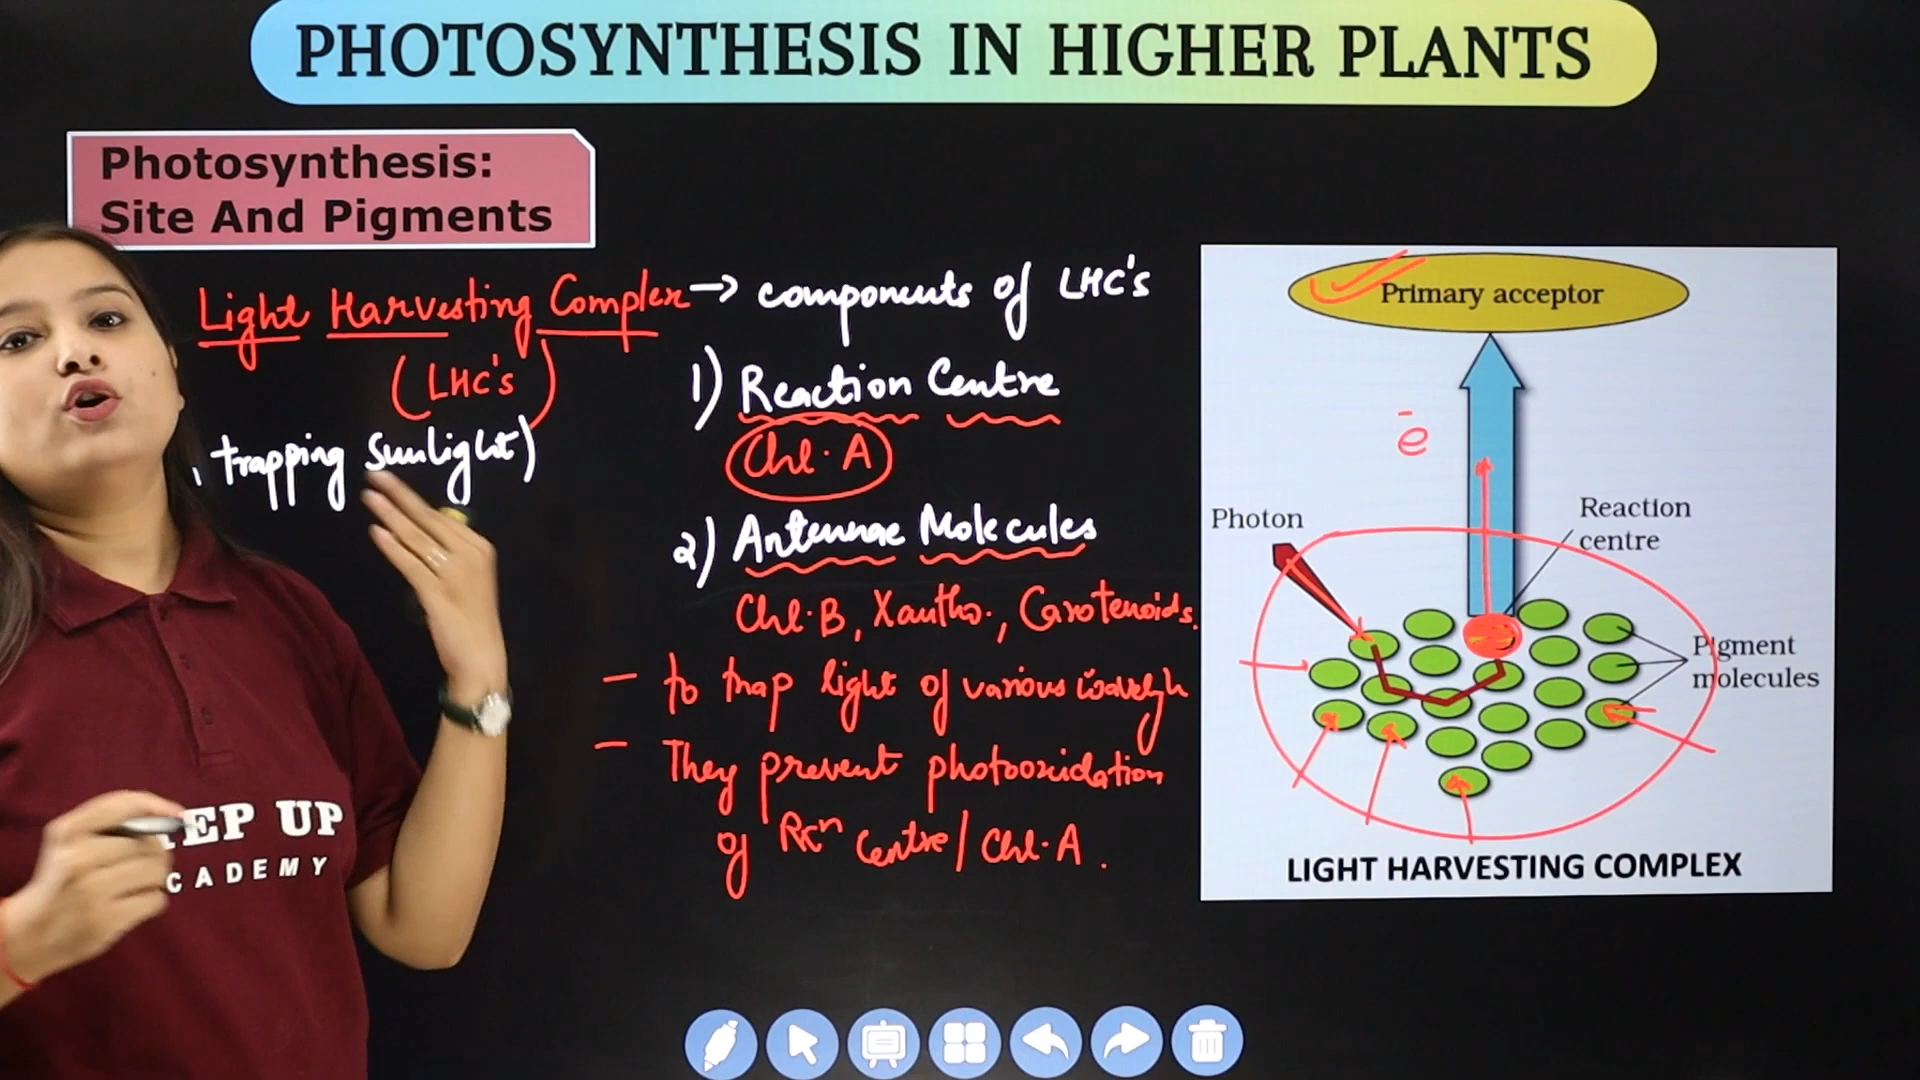 PHOTOSYNTHESIS IN HIGHER PLANTS
Photosynthesis:
Site And Pigments
Light Harvesting Complex → components of LHC's
(LHC's)
trapping sunlight)
1) Reaction Centre
Chl. A
2) Antennae Molecules
Chl. B, Xantho., Carotenoids.
- to trap light of various
- They prevent photooxidation
of Rcⁿ Centre / Chl. A.
Primary acceptor
e⁻
Photon
Reaction
centre
Pigment
molecules
LIGHT HARVESTING COMPLEX
EP UP
CADEMY